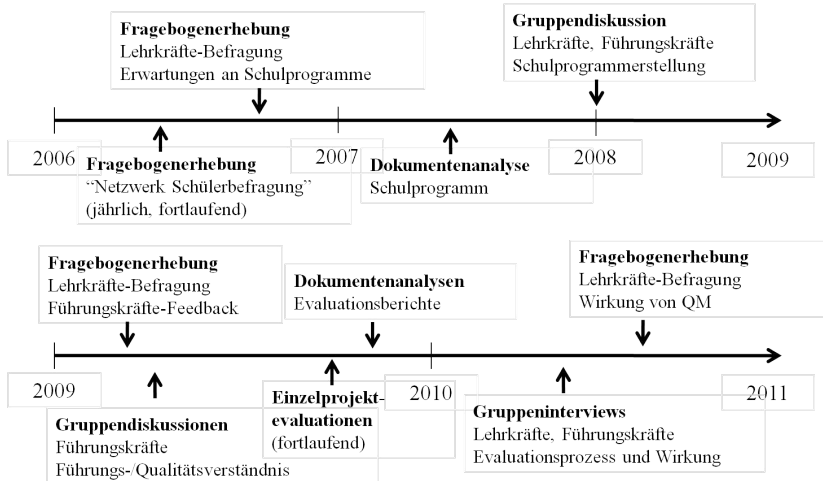 Fragebogenerhebung
Lehrkräfte-Befragung
Erwartungen an Schulprogramme
Gruppendiskussion
Lehrkräfte, Führungskräfte
Schulprogrammerstellung
2006
2007
2008
2009
Fragebogenerhebung
“Netzwerk Schülerbefragung”
(jährlich, fortlaufend)
Dokumentenanalyse
Schulprogramm
Fragebogenerhebung
Lehrkräfte-Befragung
Führungskräfte-Feedback
Dokumentenanalysen
Evaluationsberichte
Fragebogenerhebung
Lehrkräfte-Befragung
Wirkung von QM
2009
2010
2011
Gruppendiskussionen
Führungskräfte
Führungs-/Qualitätsverständnis
Einzelprojekt-
evaluationen
(fortlaufend)
Gruppeninterviews
Lehrkräfte, Führungskräfte
Evaluationsprozess und Wirkung